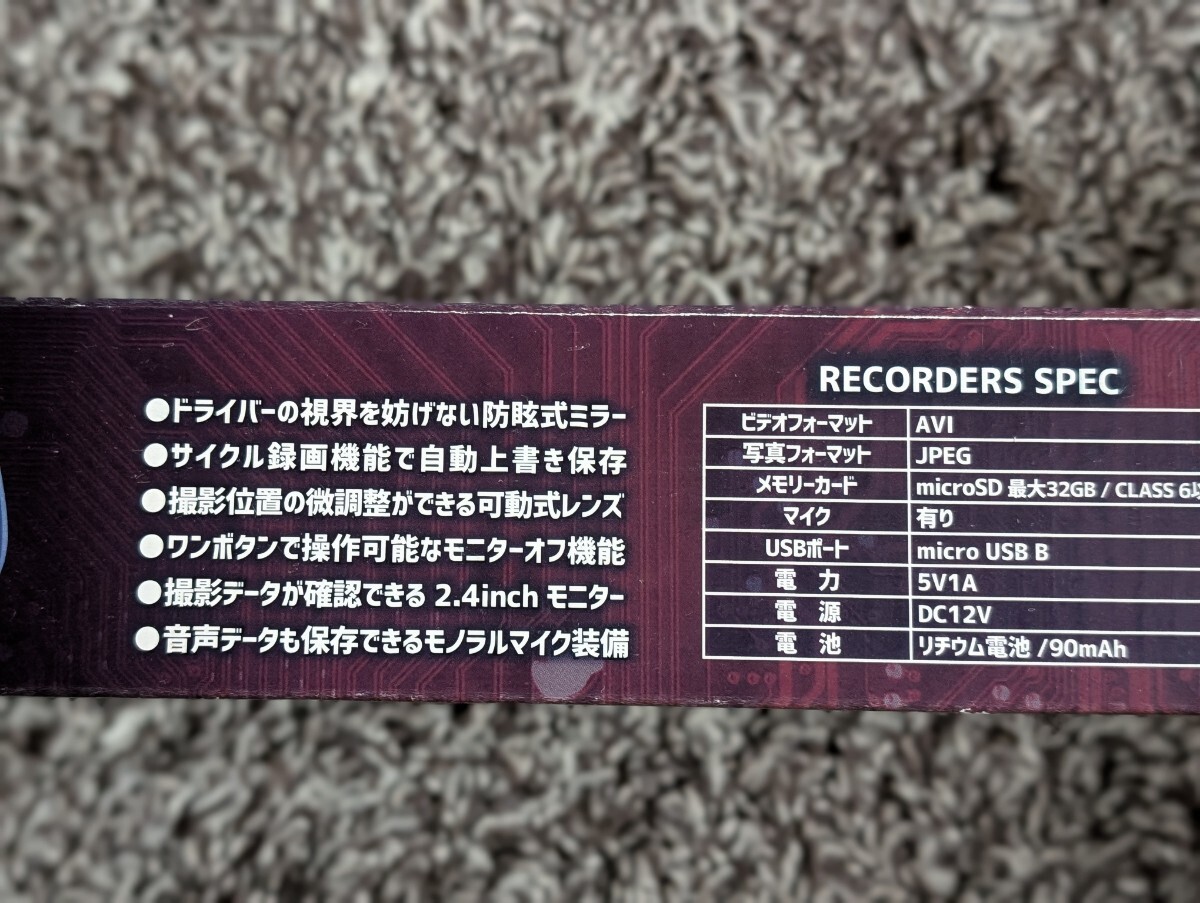 ●ドライバーの視界を妨げない防眩式ミラー
●サイクル録画機能で自動上書き保存
●撮影位置の微調整ができる可動式レンズ
●ワンボタンで操作可能なモニターオフ機能
●撮影データが確認できる 2.4inch モニター
●音声データも保存できるモノラルマイク装備
RECORDERS SPEC
ビデオフォーマット AVI
写真フォーマット JPEG
メモリーカード microSD 最大32GB / CLASS 6以
マイク 有り
USBポート micro USB B
電 力 5V1A
電 源 DC12V
電 池 リチウム電池 /90mAh